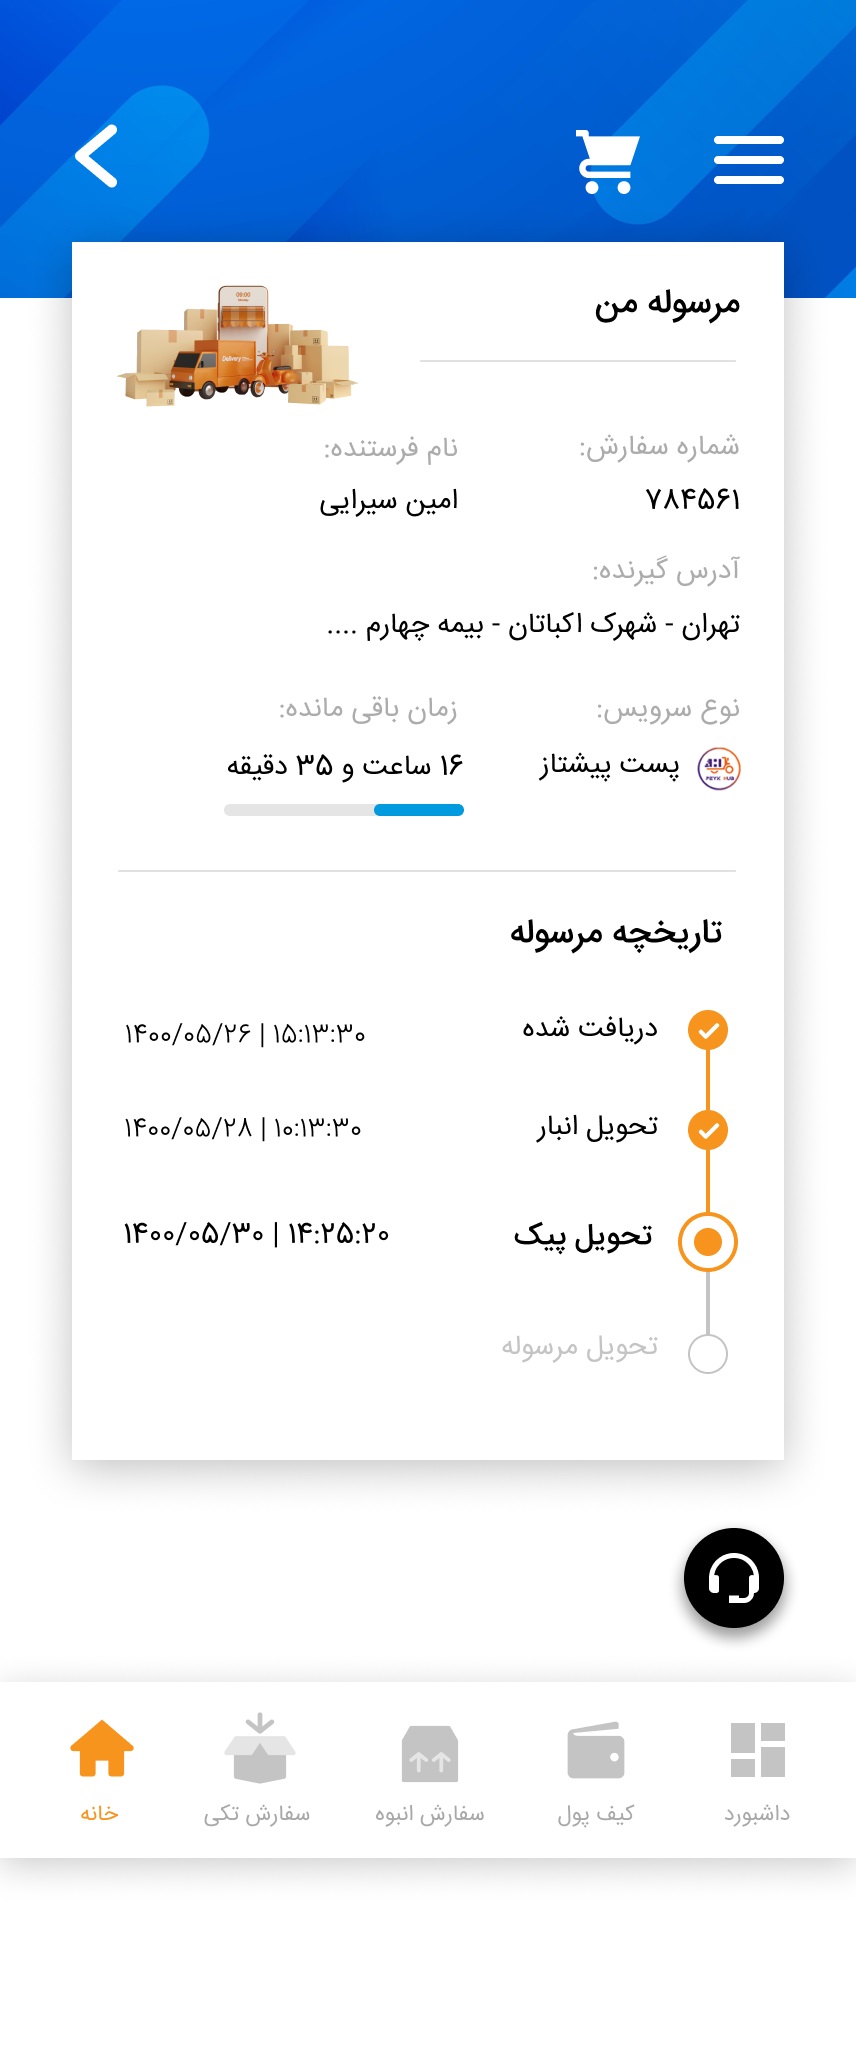 مرسوله من
09:00
Delivery
شماره سفارش:
نام فرستنده:
۷۸۴۵۶۱
امین سیرایی
آدرس گیرنده:
تهران - شهرک اکباتان - بیمه چهارم ....
نوع سرویس:
زمان باقی مانده:
PEYK HUB
پست پیشتاز
۱۶ ساعت و ۳۵ دقیقه
تاریخچه مرسوله
دریافت شده
۱۴۰۰/۰۵/۲۶ | ۱۵:۱۳:۳۰
تحویل انبار
۱۴۰۰/۰۵/۲۸ | ۱۰:۱۳:۳۰
تحویل پیک
۱۴۰۰/۰۵/۳۰ | ۱۴:۲۵:۲۰
تحویل مرسوله
داشبورد
کیف پول
سفارش انبوه
سفارش تکی
خانه